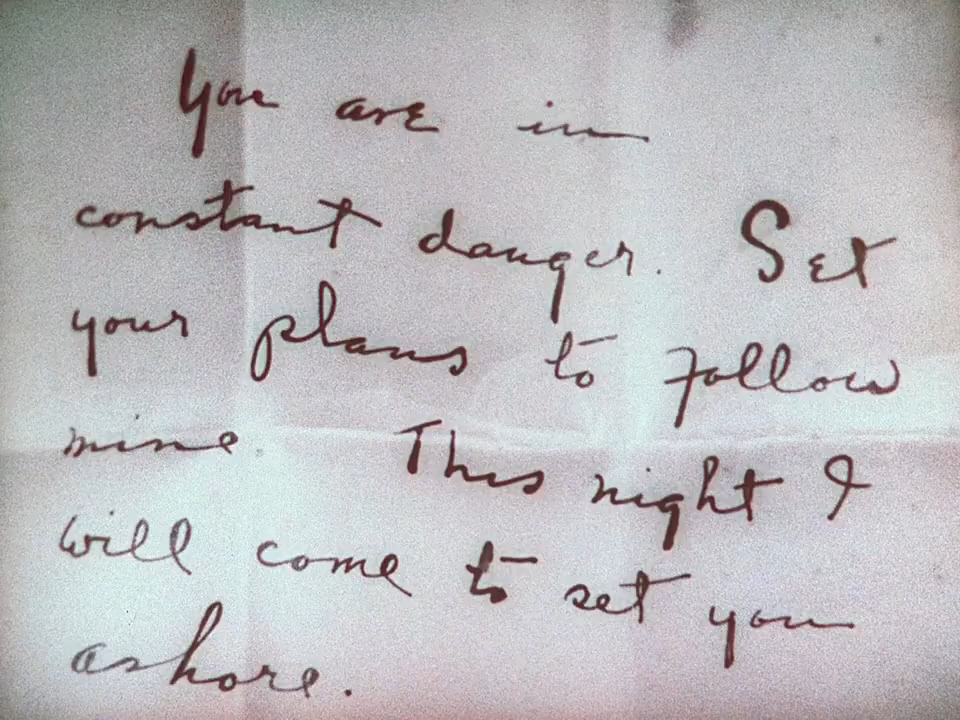 You are in
constant danger. Set
your plans to follow
mine This night I
will come to set you
ashore.